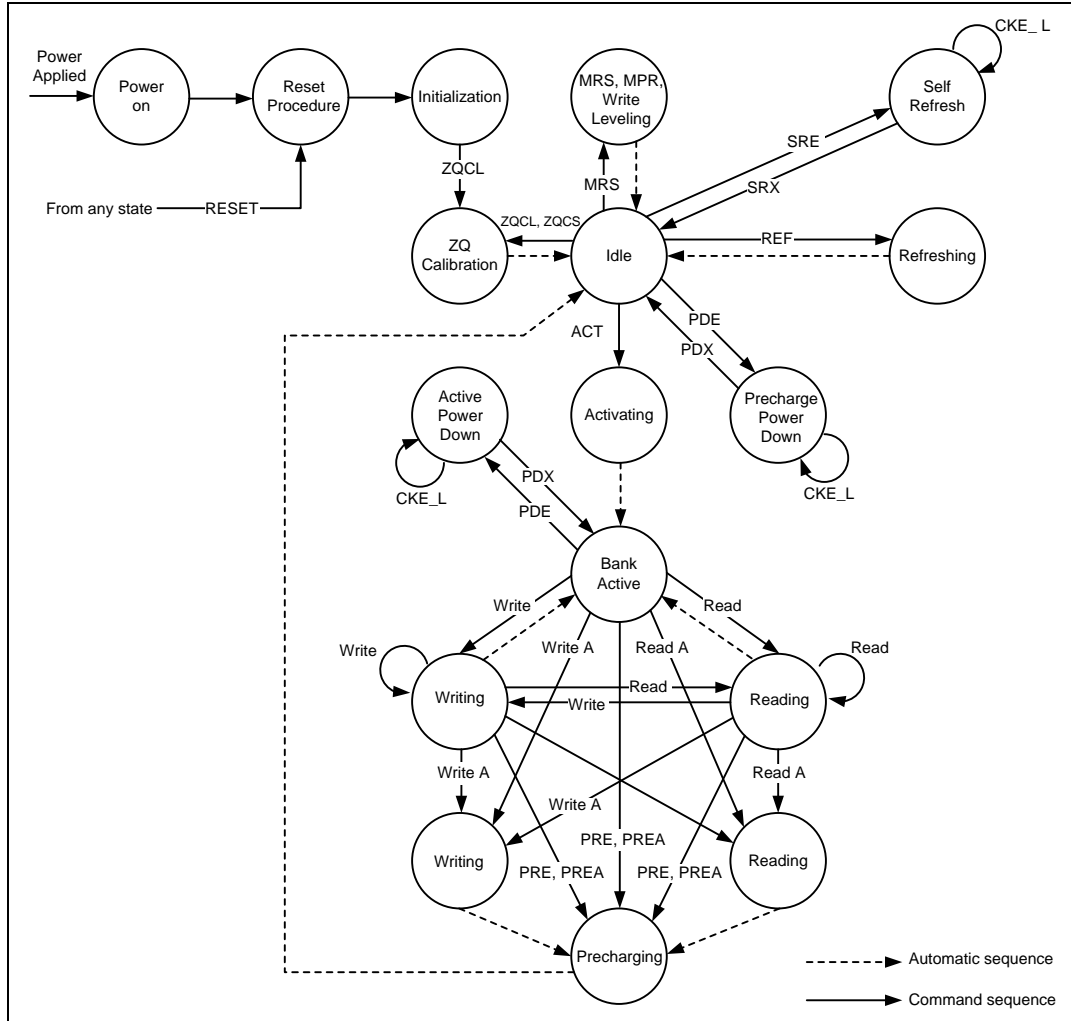 CKE_ L
Power
Applied
Power
on
Reset
Procedure
Initialization
MRS, MPR,
Write
Leveling
Self
Refresh
ZQCL
MRS
SRE
SRX
From any state
RESET
ZQCL, ZQCS
ZQ
Calibration
Idle
REF
Refreshing
ACT
PDE
PDX
Active
Power
Down
Activating
Precharge
Power
Down
CKE_L
PDX
PDE
CKE_L
Bank
Active
Write
Read
Write
Write A
Read A
Read
Writing
Read
Write
Reading
Write A
Read A
Write A
Writing
PRE, PREA
PRE, PREA
PRE, PREA
Reading
Precharging
Automatic sequence
Command sequence